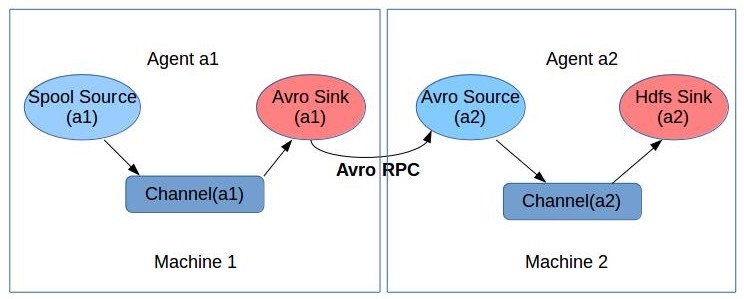 Agent a1
Spool Source
(a1)
Avro Sink
(a1)
Channel(a1)
Machine 1
Avro RPC
Agent a2
Avro Source
(a2)
Hdfs Sink
(a2)
Channel(a2)
Machine 2